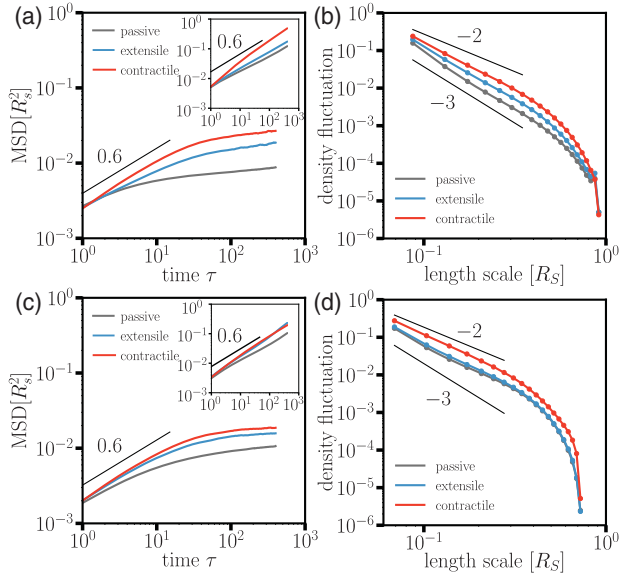 (a)
MSD[R_s^2]
10^0
10^-1
10^-2
10^-3
passive
extensile
contractile
0.6
10^0
10^-1
10^-2
10^-3
0.6
10^0 10^1 10^2 10^3
10^0 10^1 10^2 10^3
time τ
(b)
density fluctuation
10^0
10^-1
10^-2
10^-3
10^-4
10^-5
10^-6
−2
−3
passive
extensile
contractile
10^-1 10^0
length scale [R_S]
(c)
MSD[R_s^2]
10^0
10^-1
10^-2
10^-3
passive
extensile
contractile
0.6
10^0
10^-1
10^-2
10^-3
0.6
10^0 10^1 10^2 10^3
10^0 10^1 10^2 10^3
time τ
(d)
density fluctuation
10^0
10^-1
10^-2
10^-3
10^-4
10^-5
10^-6
−2
−3
passive
extensile
contractile
10^-1 10^0
length scale [R_S]